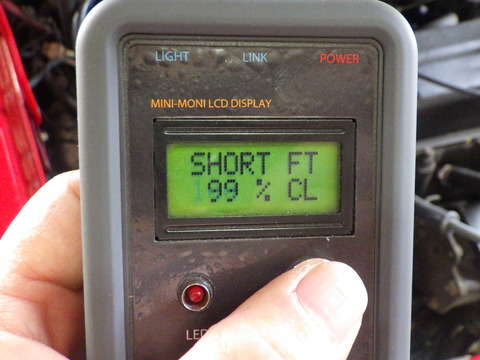 LIGHT LINK POWER
MINI-MONI LCD DISPLAY
SHORT FT
99 % CL